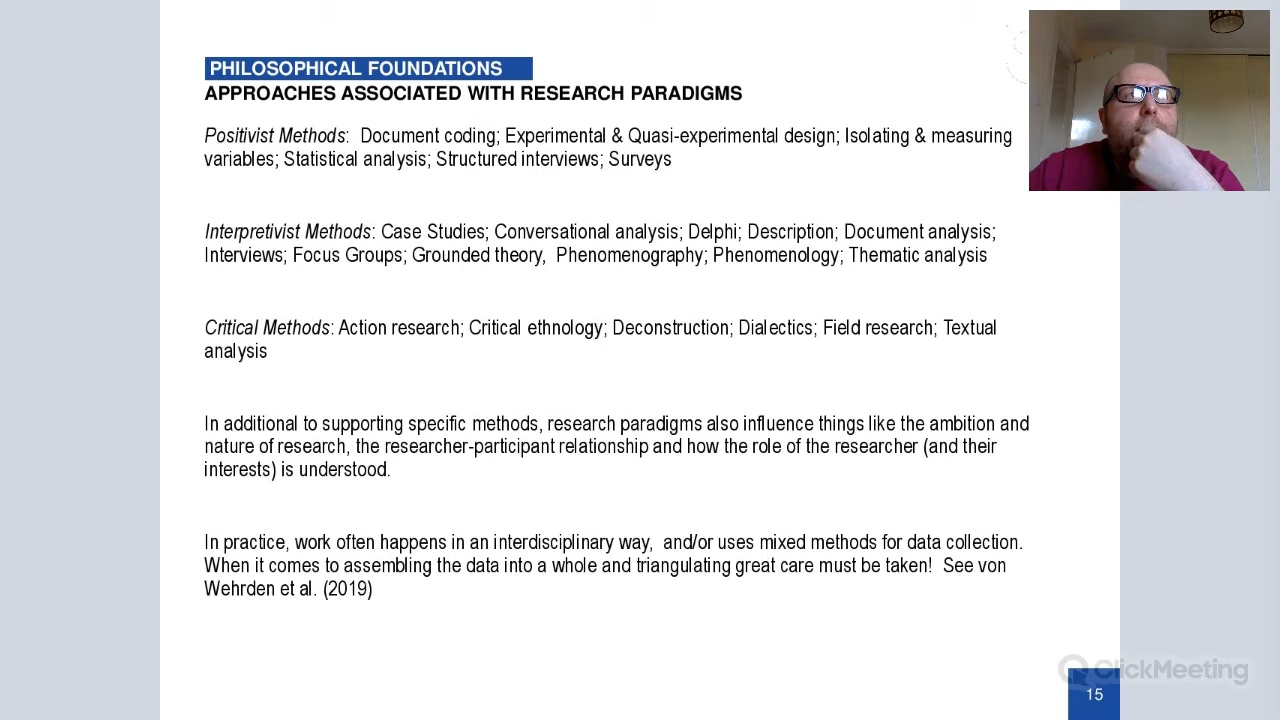 PHILOSOPHICAL FOUNDATIONS
APPROACHES ASSOCIATED WITH RESEARCH PARADIGMS
Positivist Methods: Document coding; Experimental & Quasi-experimental design; Isolating & measuring
variables; Statistical analysis; Structured interviews; Surveys
Interpretivist Methods: Case Studies; Conversational analysis; Delphi; Description; Document analysis;
Interviews; Focus Groups; Grounded theory, Phenomenography; Phenomenology; Thematic analysis
Critical Methods: Action research; Critical ethnology; Deconstruction; Dialectics; Field research; Textual
analysis
In additional to supporting specific methods, research paradigms also influence things like the ambition and
nature of research, the researcher-participant relationship and how the role of the researcher (and their
interests) is understood.
In practice, work often happens in an interdisciplinary way, and/or uses mixed methods for data collection.
When it comes to assembling the data into a whole and triangulating great care must be taken! See von
Wehrden et al. (2019)
ClickMeeting
15